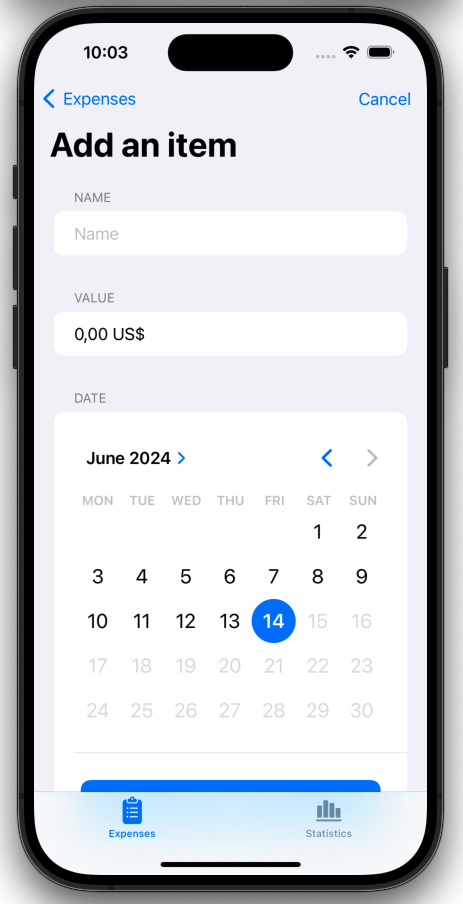 10:03
Expenses Cancel
Add an item
NAME
Name
VALUE
0,00 US$
DATE
June 2024
MON TUE WED THU FRI SAT SUN
1 2
3 4 5 6 7 8 9
10 11 12 13 14 15 16
17 18 19 20 21 22 23
24 25 26 27 28 29 30
Expenses Statistics